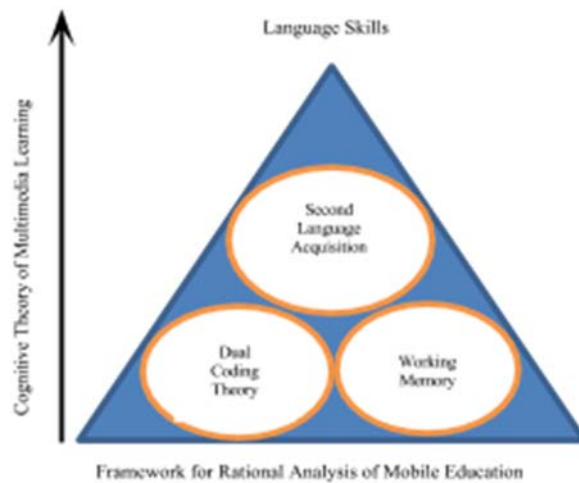 Language Skills
Cognitive Theory of Multimedia Learning
Second
Language
Acquisition
Dual
Coding
Theory
Working
Memory
Framework for Rational Analysis of Mobile Education